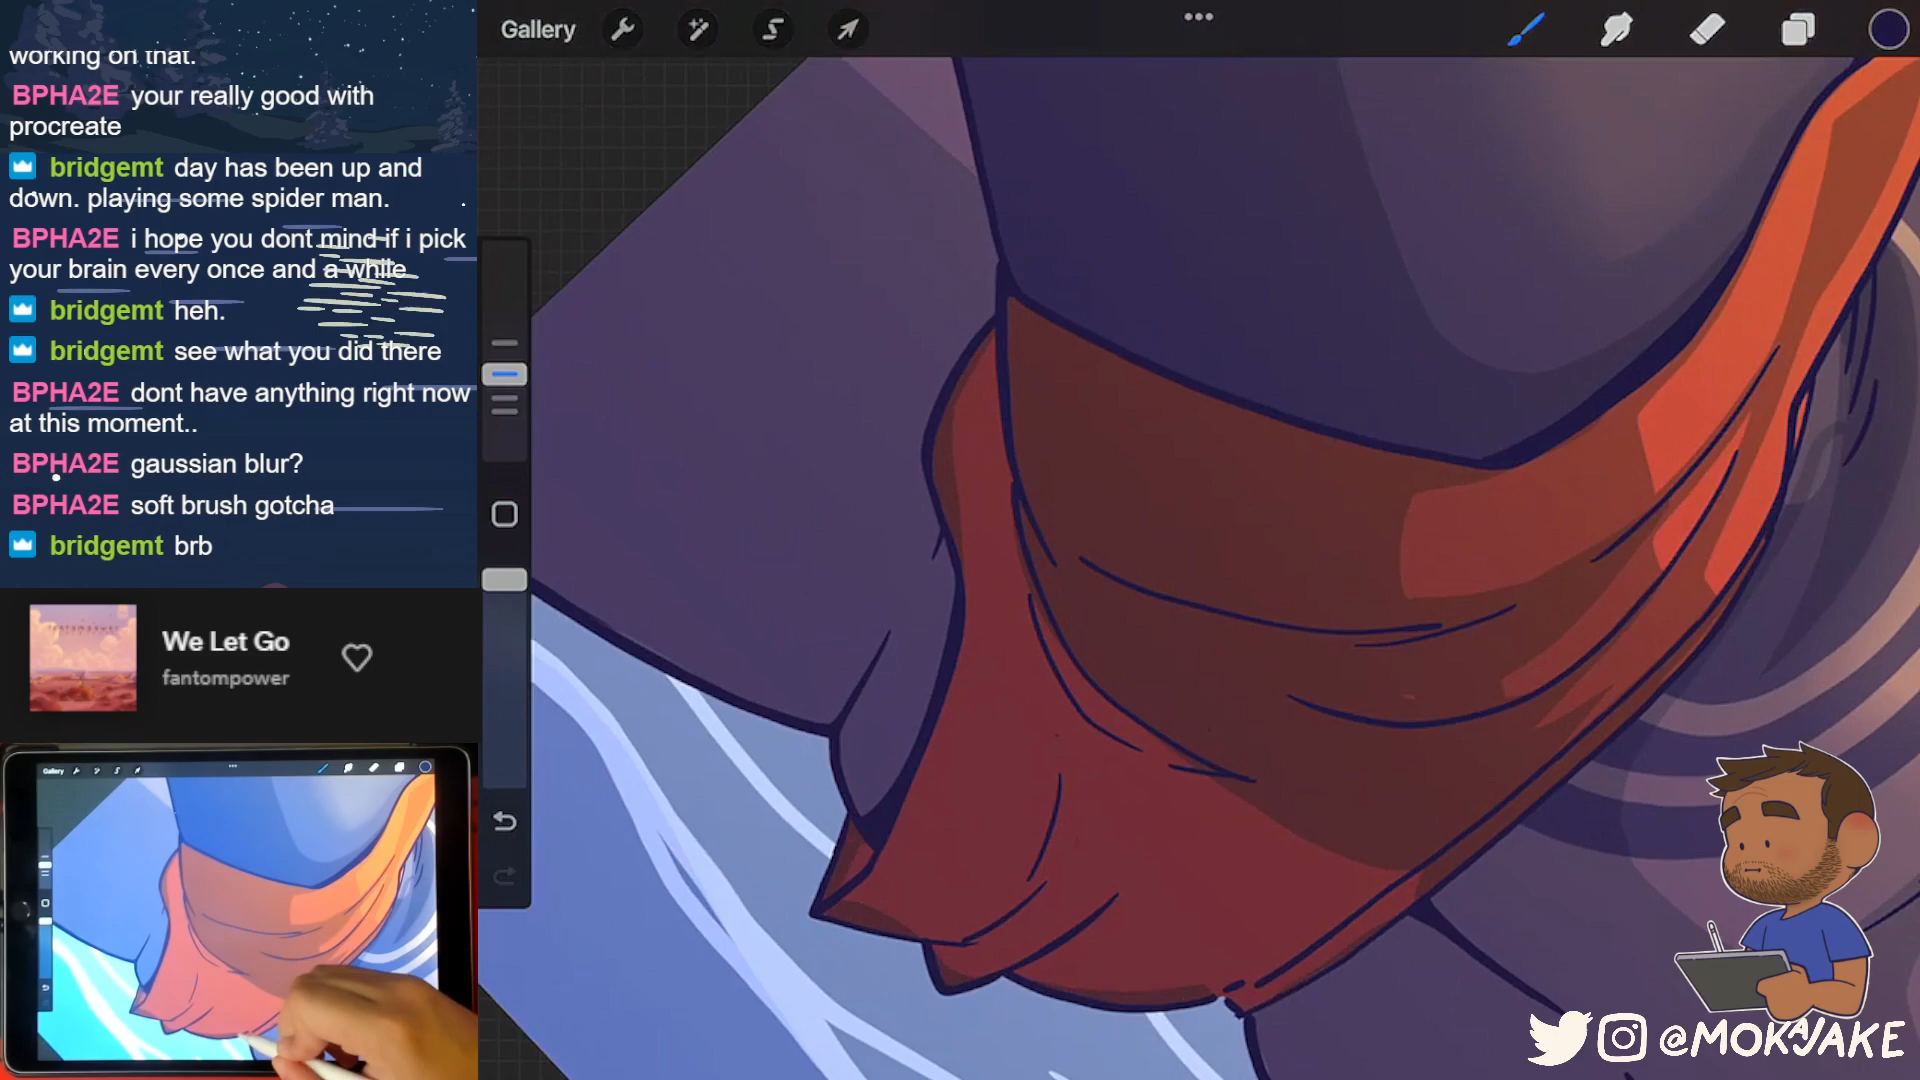 Gallery
working on that.
BPHA2E your really good with
procreate
bridgemt day has been up and
down. playing some spider man.
BPHA2E i hope you dont mind if i pick
your brain every once and a while
bridgemt heh.
bridgemt see what you did there
BPHA2E dont have anything right now
at this moment..
BPHA2E gaussian blur?
BPHA2E soft brush gotcha
bridgemt brb
We Let Go
fantompower
Gallery
@MOKAJAKE